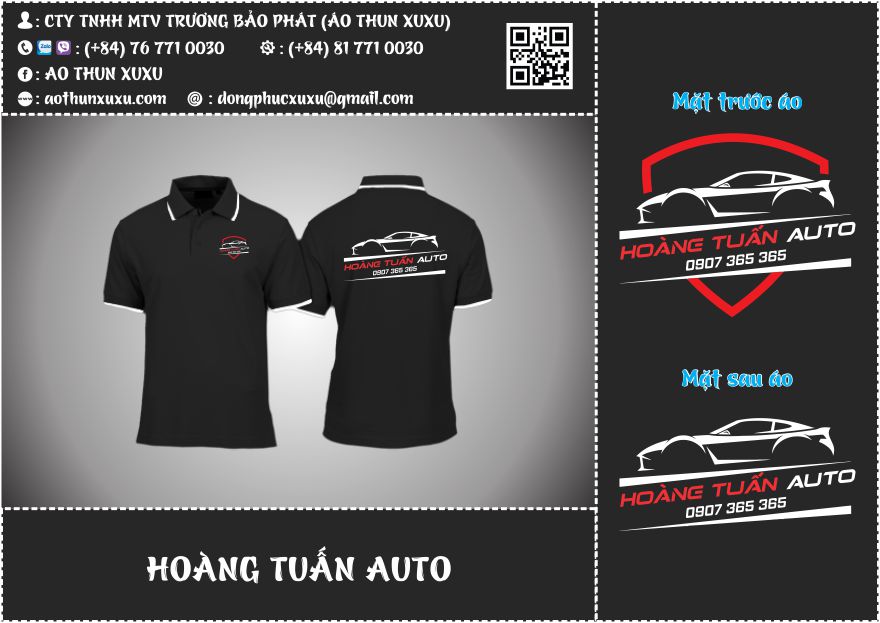 : CTY TNHH MTV TRƯƠNG BẢO PHÁT (ÁO THUN XUXU)
Zalo : (+84) 76 771 0030 : (+84) 81 771 0030
: AO THUN XUXU
www : aothunxuxu.com @ : dongphucxuxu@gmail.com
HOÀNG TUẤN AUTO
0907 365 365
HOÀNG TUẤN AUTO
Mặt trước áo
HOÀNG TUẤN AUTO
0907 365 365
Mặt sau áo
HOÀNG TUẤN AUTO
0907 365 365